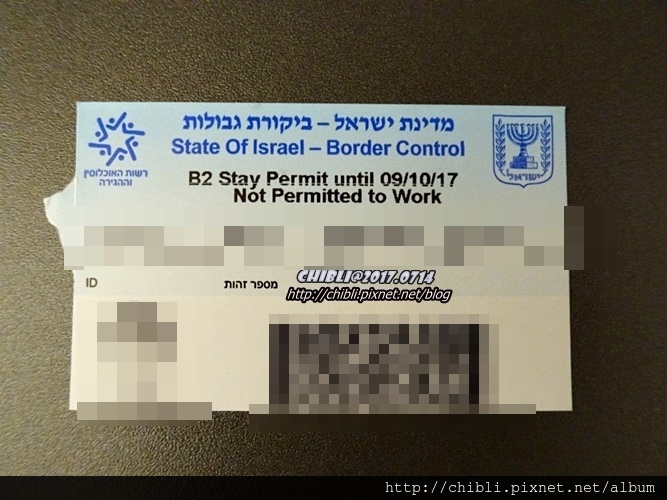 מדינת ישראל – ביקורת גבולות
State Of Israel – Border Control
רשות האוכלוסין
וההגירה
ישראל
B2 Stay Permit until 09/10/17
Not Permitted to Work
ID
מספר זהות
CHIBLI@2017.0714
http://chibli.pixnet.net/blog
http://chibli.pixnet.net/album